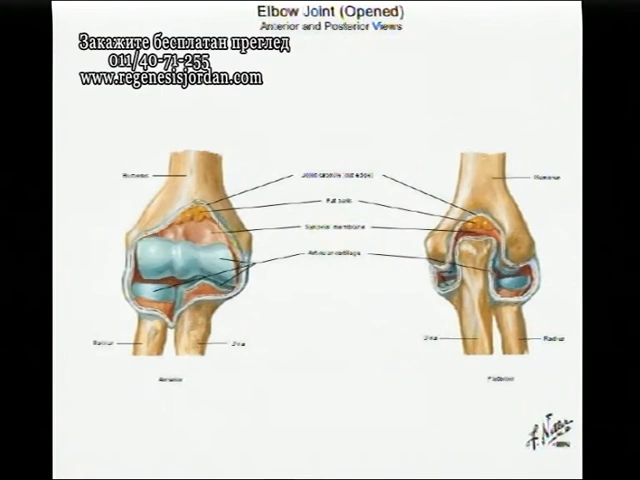 Elbow Joint (Opened)
Anterior and Posterior Views
Закажите бесплатан преглед
011/40-71-255
www.regenesisjordan.com
Humerus
Joint capsule (cut edge)
Humerus
Fat pads
Synovial membrane
Articular cartilage
Radius
Ulna
Ulna
Radius
Anterior
Posterior